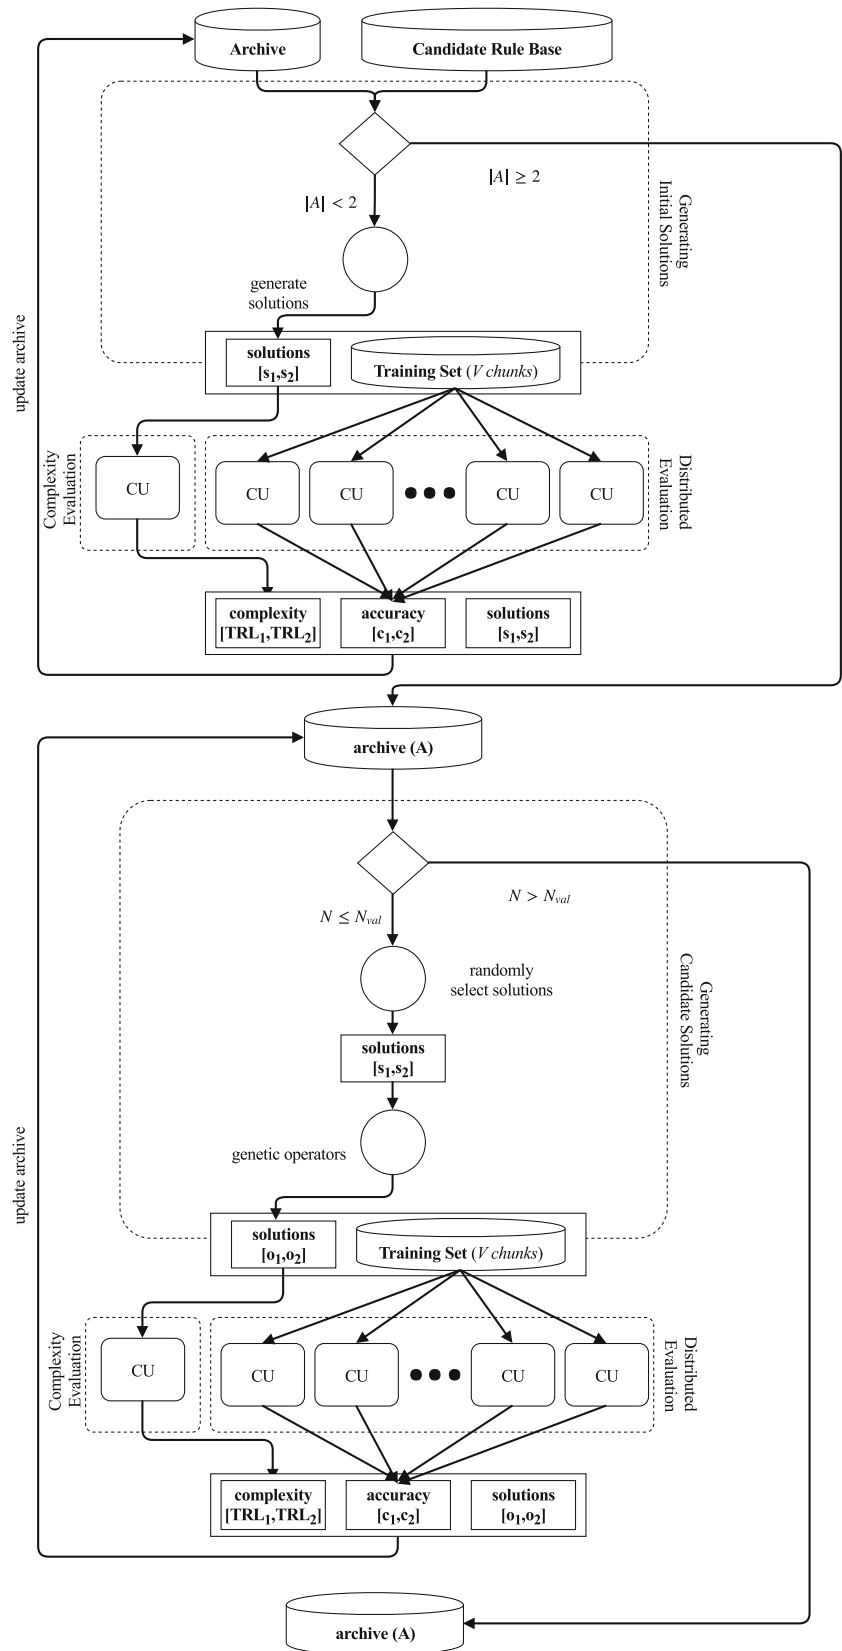 Archive
Candidate Rule Base
|A| ≥ 2
|A| < 2
Generating
Initial Solutions
generate
solutions
solutions
[s1,s2]
Training Set (V chunks)
update archive
Complexity
Evaluation
CU
CU
CU
CU
CU
Distributed
Evaluation
complexity
[TRL1,TRL2]
accuracy
[c1,c2]
solutions
[s1,s2]
archive (A)
N > Nval
N ≤ Nval
randomly
select solutions
Generating
Candidate Solutions
solutions
[s1,s2]
genetic operators
update archive
solutions
[o1,o2]
Training Set (V chunks)
Complexity
Evaluation
CU
CU
CU
CU
CU
Distributed
Evaluation
complexity
[TRL1,TRL2]
accuracy
[c1,c2]
solutions
[o1,o2]
archive (A)